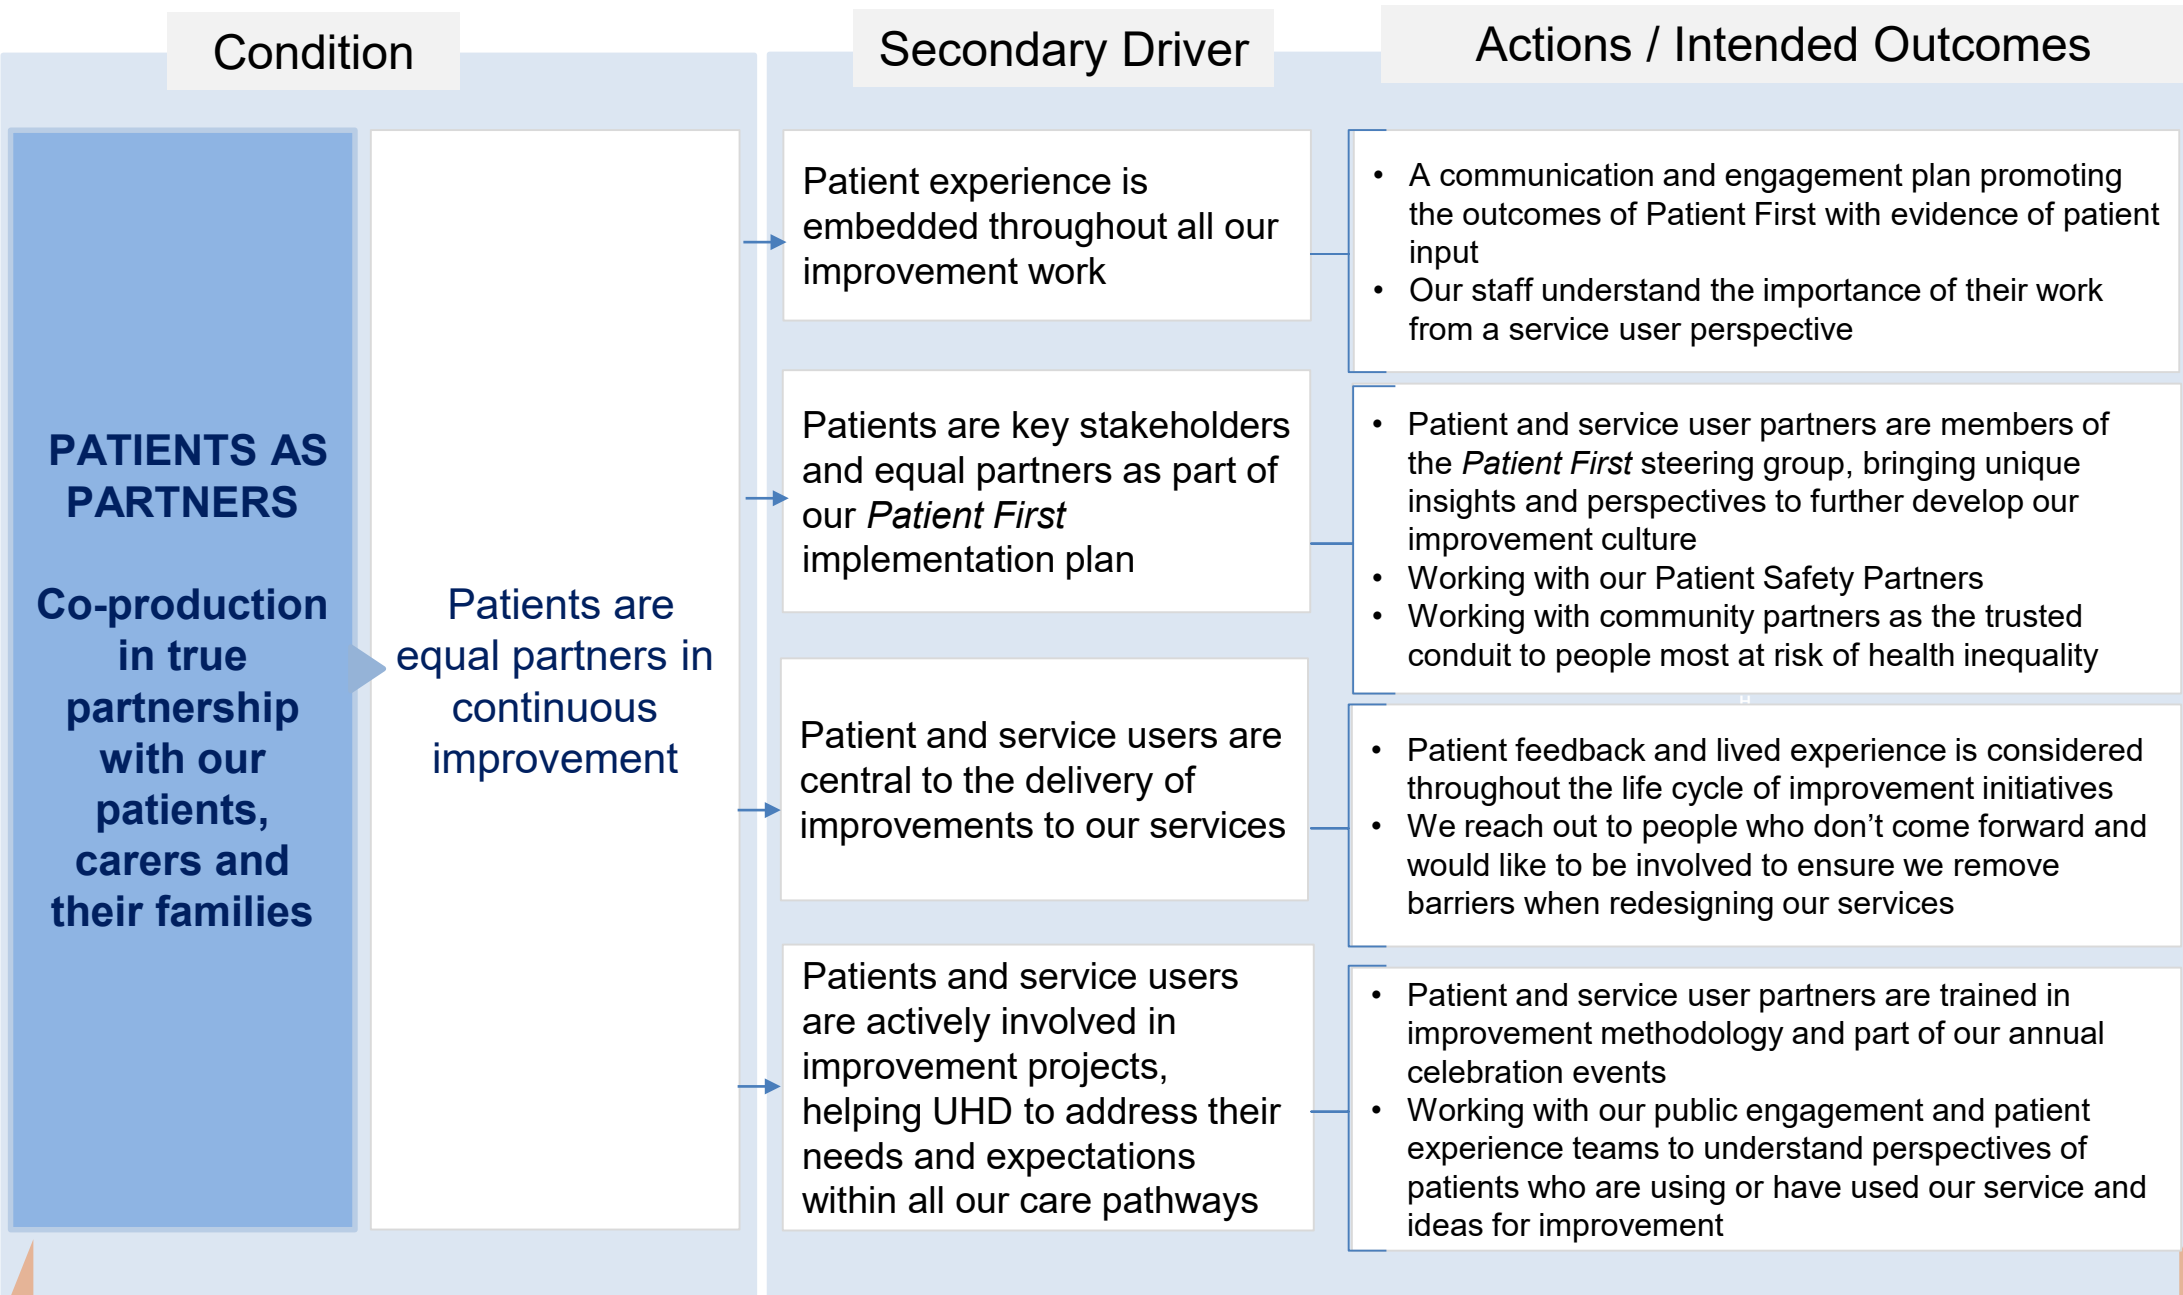 Condition
Secondary Driver
Actions / Intended Outcomes
PATIENTS AS
PARTNERS
Co-production
in true
partnership
with our
patients,
carers and
their families
Patients are
equal partners in
continuous
improvement
Patient experience is
embedded throughout all our
improvement work
• A communication and engagement plan promoting
the outcomes of Patient First with evidence of patient
input
• Our staff understand the importance of their work
from a service user perspective
Patients are key stakeholders
and equal partners as part of
our Patient First
implementation plan
• Patient and service user partners are members of
the Patient First steering group, bringing unique
insights and perspectives to further develop our
improvement culture
• Working with our Patient Safety Partners
• Working with community partners as the trusted
conduit to people most at risk of health inequality
H
Patient and service users are
central to the delivery of
improvements to our services
• Patient feedback and lived experience is considered
throughout the life cycle of improvement initiatives
• We reach out to people who don’t come forward and
would like to be involved to ensure we remove
barriers when redesigning our services
Patients and service users
are actively involved in
improvement projects,
helping UHD to address their
needs and expectations
within all our care pathways
• Patient and service user partners are trained in
improvement methodology and part of our annual
celebration events
• Working with our public engagement and patient
experience teams to understand perspectives of
patients who are using or have used our service and
ideas for improvement